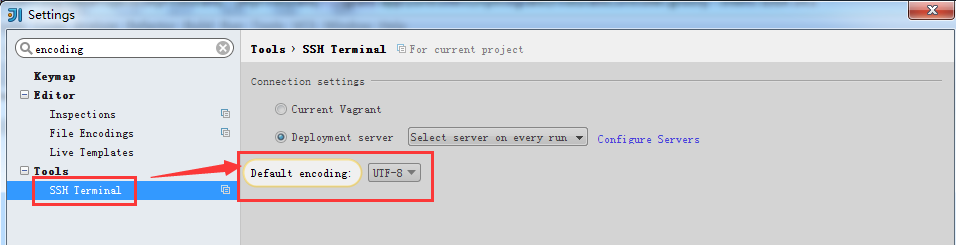 Settings
encoding
Keymap
Editor
Inspections
File Encodings
Live Templates
Tools
SSH Terminal
Tools › SSH Terminal For current project
Connection settings
Current Vagrant
Deployment server Select server on every run Configure Servers
Default encoding: UTF-8